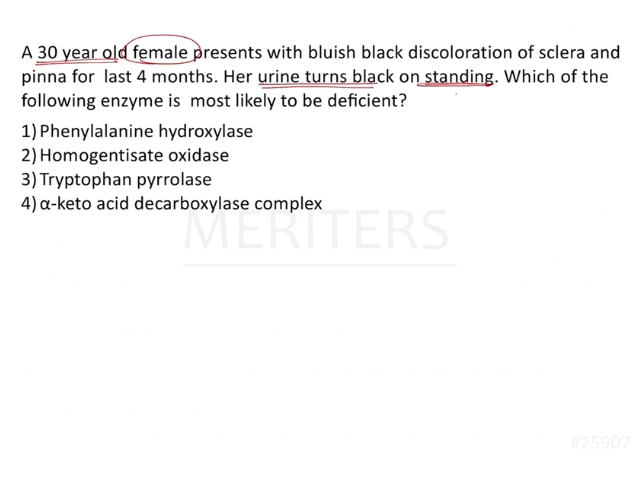 A 30 year old female presents with bluish black discoloration of sclera and
pinna for last 4 months. Her urine turns black on standing. Which of the
following enzyme is most likely to be deficient?
1) Phenylalanine hydroxylase
2) Homogentisate oxidase
3) Tryptophan pyrrolase
4) α-keto acid decarboxylase complex
MERITERS
#25907